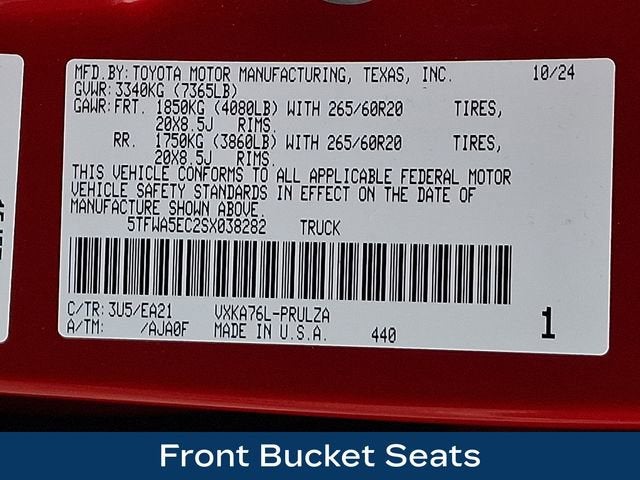 MFD.BY:TOYOTA MOTOR MANUFACTURING, TEXAS, INC. 10/24
GVWR:3340KG (7365LB)
GAWR:FRT. 1850KG (4080LB) WITH 265/60R20 TIRES,
20X8.5J RIMS.
RR. 1750KG (3860LB) WITH 265/60R20 TIRES,
20X8.5J RIMS.
THIS VEHICLE CONFORMS TO ALL APPLICABLE FEDERAL MOTOR
VEHICLE SAFETY STANDARDS IN EFFECT ON THE DATE OF
MANUFACTURE SHOWN ABOVE.
5TFWA5EC2SX038282 TRUCK
C/TR:3U5/EA21 VXKA76L-PRULZA
A/TM: /AJA0F MADE IN U.S.A. 440 1
Front Bucket Seats